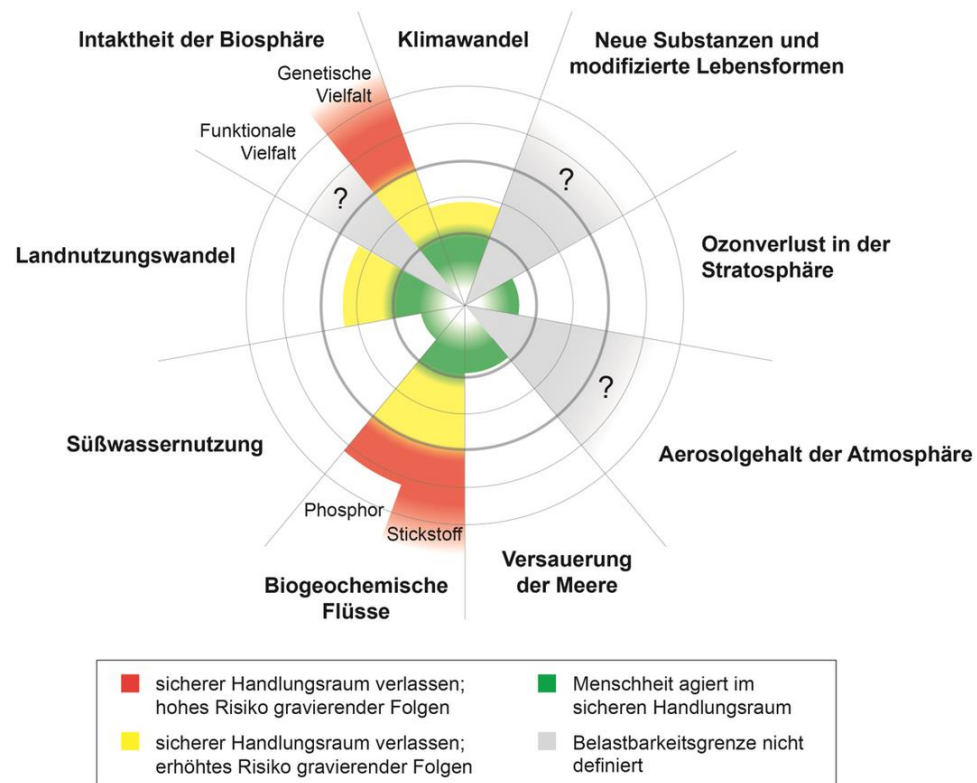 Intaktheit der Biosphäre
Klimawandel
Neue Substanzen und
modifizierte Lebensformen
Genetische
Vielfalt
Funktionale
Vielfalt
?
?
Landnutzungswandel
Ozonverlust in der
Stratosphäre
?
Süßwassernutzung
Aerosolgehalt der Atmosphäre
Phosphor
Stickstoff
Versauerung
der Meere
Biogeochemische
Flüsse
sicherer Handlungsraum verlassen;
hohes Risiko gravierender Folgen
sicherer Handlungsraum verlassen;
erhöhtes Risiko gravierender Folgen
Menschheit agiert im
sicheren Handlungsraum
Belastbarkeitsgrenze nicht
definiert